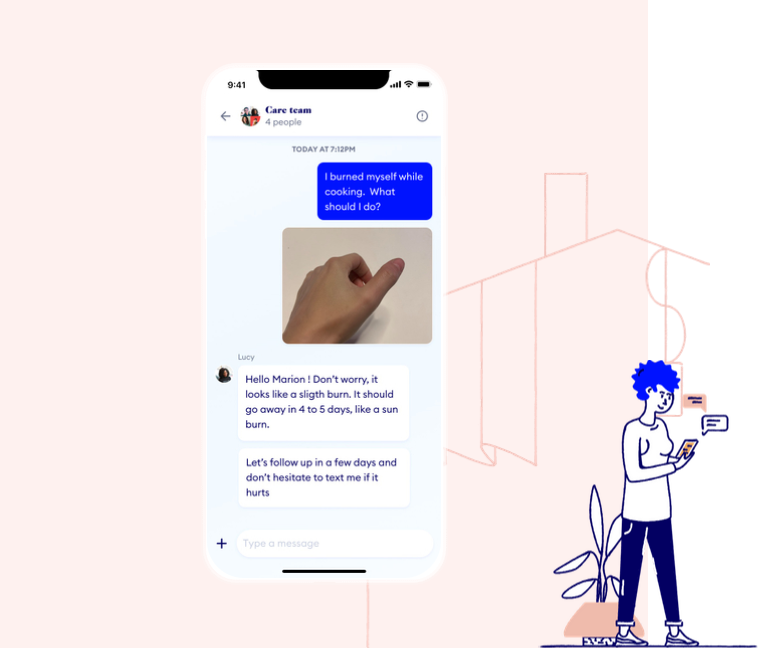 9:41
Care team
4 people
TODAY AT 7:12PM
I burned myself while
cooking.  What
should I do?
Lucy
Hello Marion ! Don't worry, it
looks like a sligth burn. It should
go away in 4 to 5 days, like a sun
burn.
Let's follow up in a few days and
don't hesitate to text me if it
hurts
Type a message